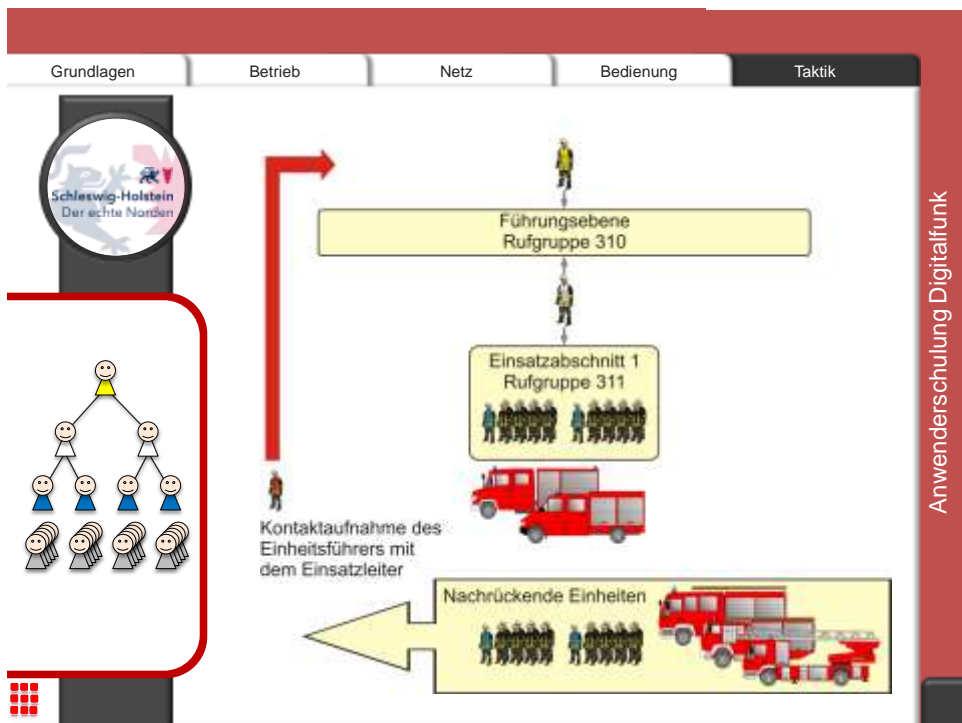 Grundlagen
Betrieb
Netz
Bedienung
Taktik
Schleswig-Holstein
Der echte Norden
Führungsebene
Rufgruppe 310
Einsatzabschnitt 1
Rufgruppe 311
Kontaktaufnahme des
Einheitsführers mit
dem Einsatzleiter
Nachrückende Einheiten
Anwenderschulung Digitalfunk